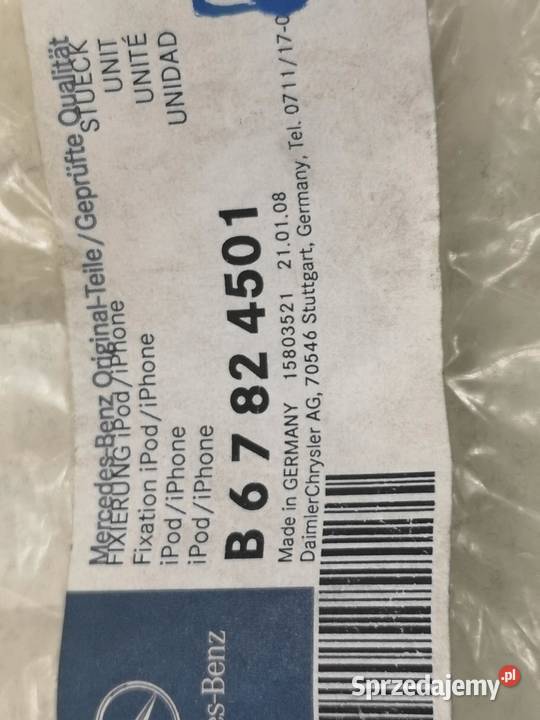 Mercedes-Benz Original-Teile/Geprüfte Qualität
FIXIERUNG iPod/iPhone STUECK
Fixation iPod/iPhone UNIT
iPod/iPhone UNITÉ
iPod/iPhone UNIDAD
B 6 7 82 4501
Made in GERMANY 15803521 21.01.08
DaimlerChrysler AG, 70546 Stuttgart, Germany, Tel. 0711/17-0
es-Benz
Sprzedajemy.pl